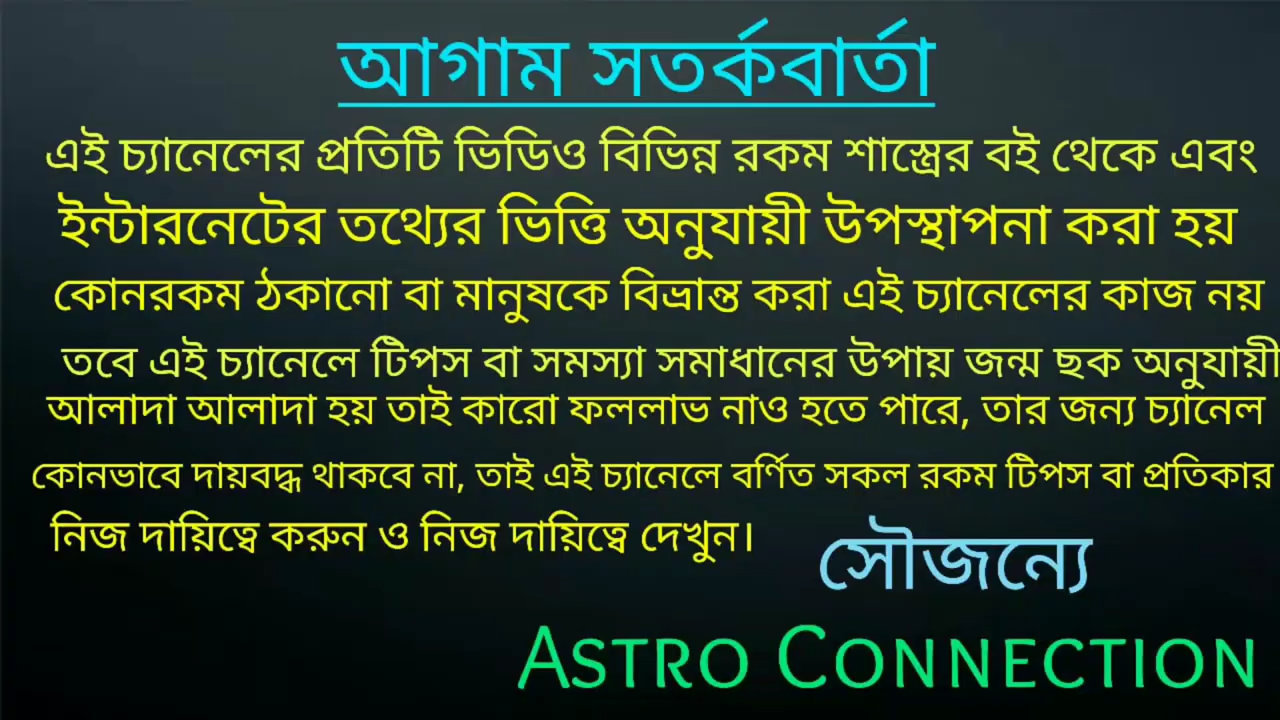 আগাম সতর্কবার্তা
এই চ্যানেলের প্রতিটি ভিডিও বিভিন্ন রকম শাস্ত্রের বই থেকে এবং
ইন্টারনেটের তথ্যের ভিত্তি অনুযায়ী উপস্থাপনা করা হয়
কোনরকম ঠকানো বা মানুষকে বিভ্রান্ত করা এই চ্যানেলের কাজ নয়
তবে এই চ্যানেলে টিপস বা সমস্যা সমাধানের উপায় জন্ম ছক অনুযায়ী
আলাদা আলাদা হয় তাই কারো ফললাভ নাও হতে পারে, তার জন্য চ্যানেল
কোনভাবে দায়বদ্ধ থাকবে না, তাই এই চ্যানেলে বর্ণিত সকল রকম টিপস বা প্রতিকার
নিজ দায়িত্বে করুন ও নিজ দায়িত্বে দেখুন।
সৌজন্যে
ASTRO CONNECTION